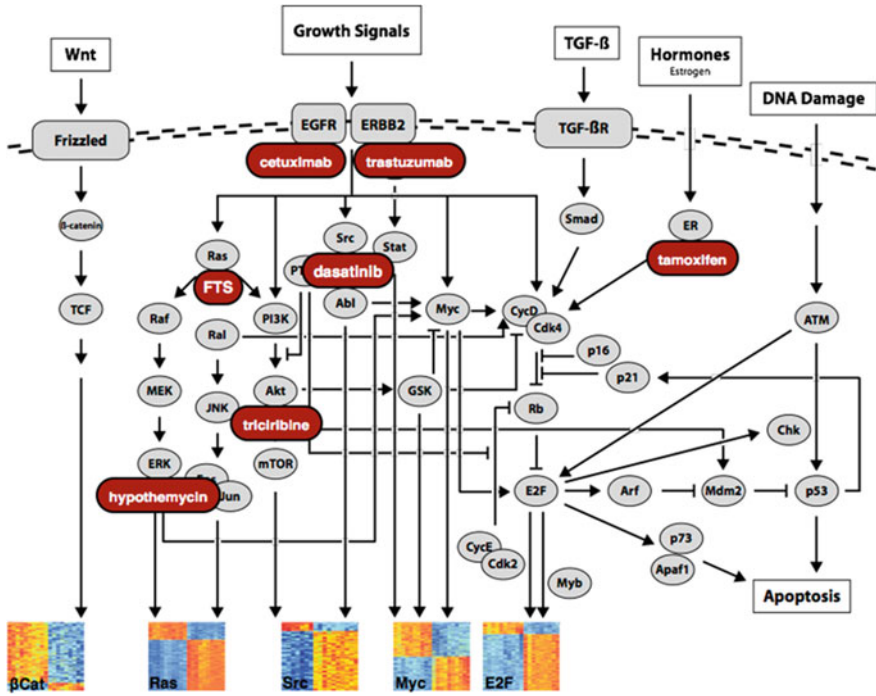 Growth Signals
TGF-ß
Hormones
Estrogen
Wnt
DNA Damage
EGFR
ERBB2
TGF-ßR
Frizzled
cetuximab
trastuzumab
ß-catenin
Smad
ER
Ras
Src
Stat
tamoxifen
PT
dasatinib
FTS
TCF
Raf
Ral
PI3K
Abl
Myc
CycD
Cdk4
ATM
p16
p21
MEK
JNK
Akt
GSK
Rb
triciribine
Chk
ERK
mTOR
hypothemycin
Jun
E2F
Arf
Mdm2
p53
CycE
Cdk2
p73
Apaf1
Myb
Apoptosis
βCat
Ras
Src
Myc
E2F